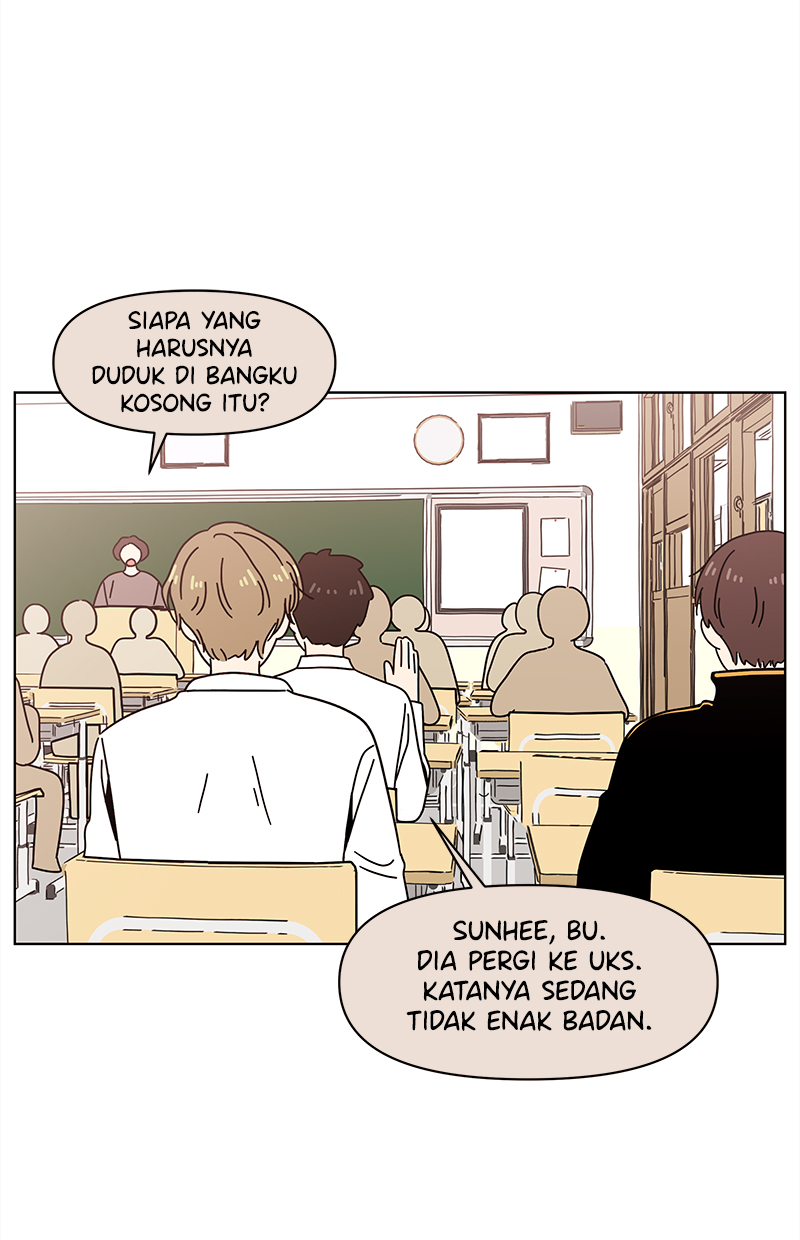 SIAPA YANG
HARUSNYA
DUDUK DI BANGKU
KOSONG ITU?
SUNHEE, BU.
DIA PERGI KE UKS.
KATANYA SEDANG
TIDAK ENAK BADAN.